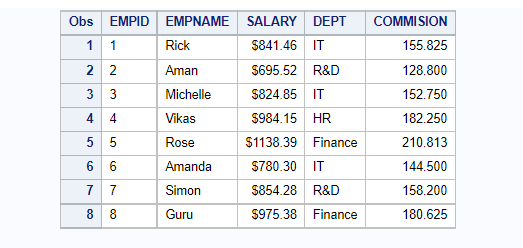 Obs EMPID EMPNAME SALARY DEPT COMMISION
1 1 Rick $841.46 IT 155.825
2 2 Aman $695.52 R&D 128.800
3 3 Michelle $824.85 IT 152.750
4 4 Vikas $984.15 HR 182.250
5 5 Rose $1138.39 Finance 210.813
6 6 Amanda $780.30 IT 144.500
7 7 Simon $854.28 R&D 158.200
8 8 Guru $975.38 Finance 180.625